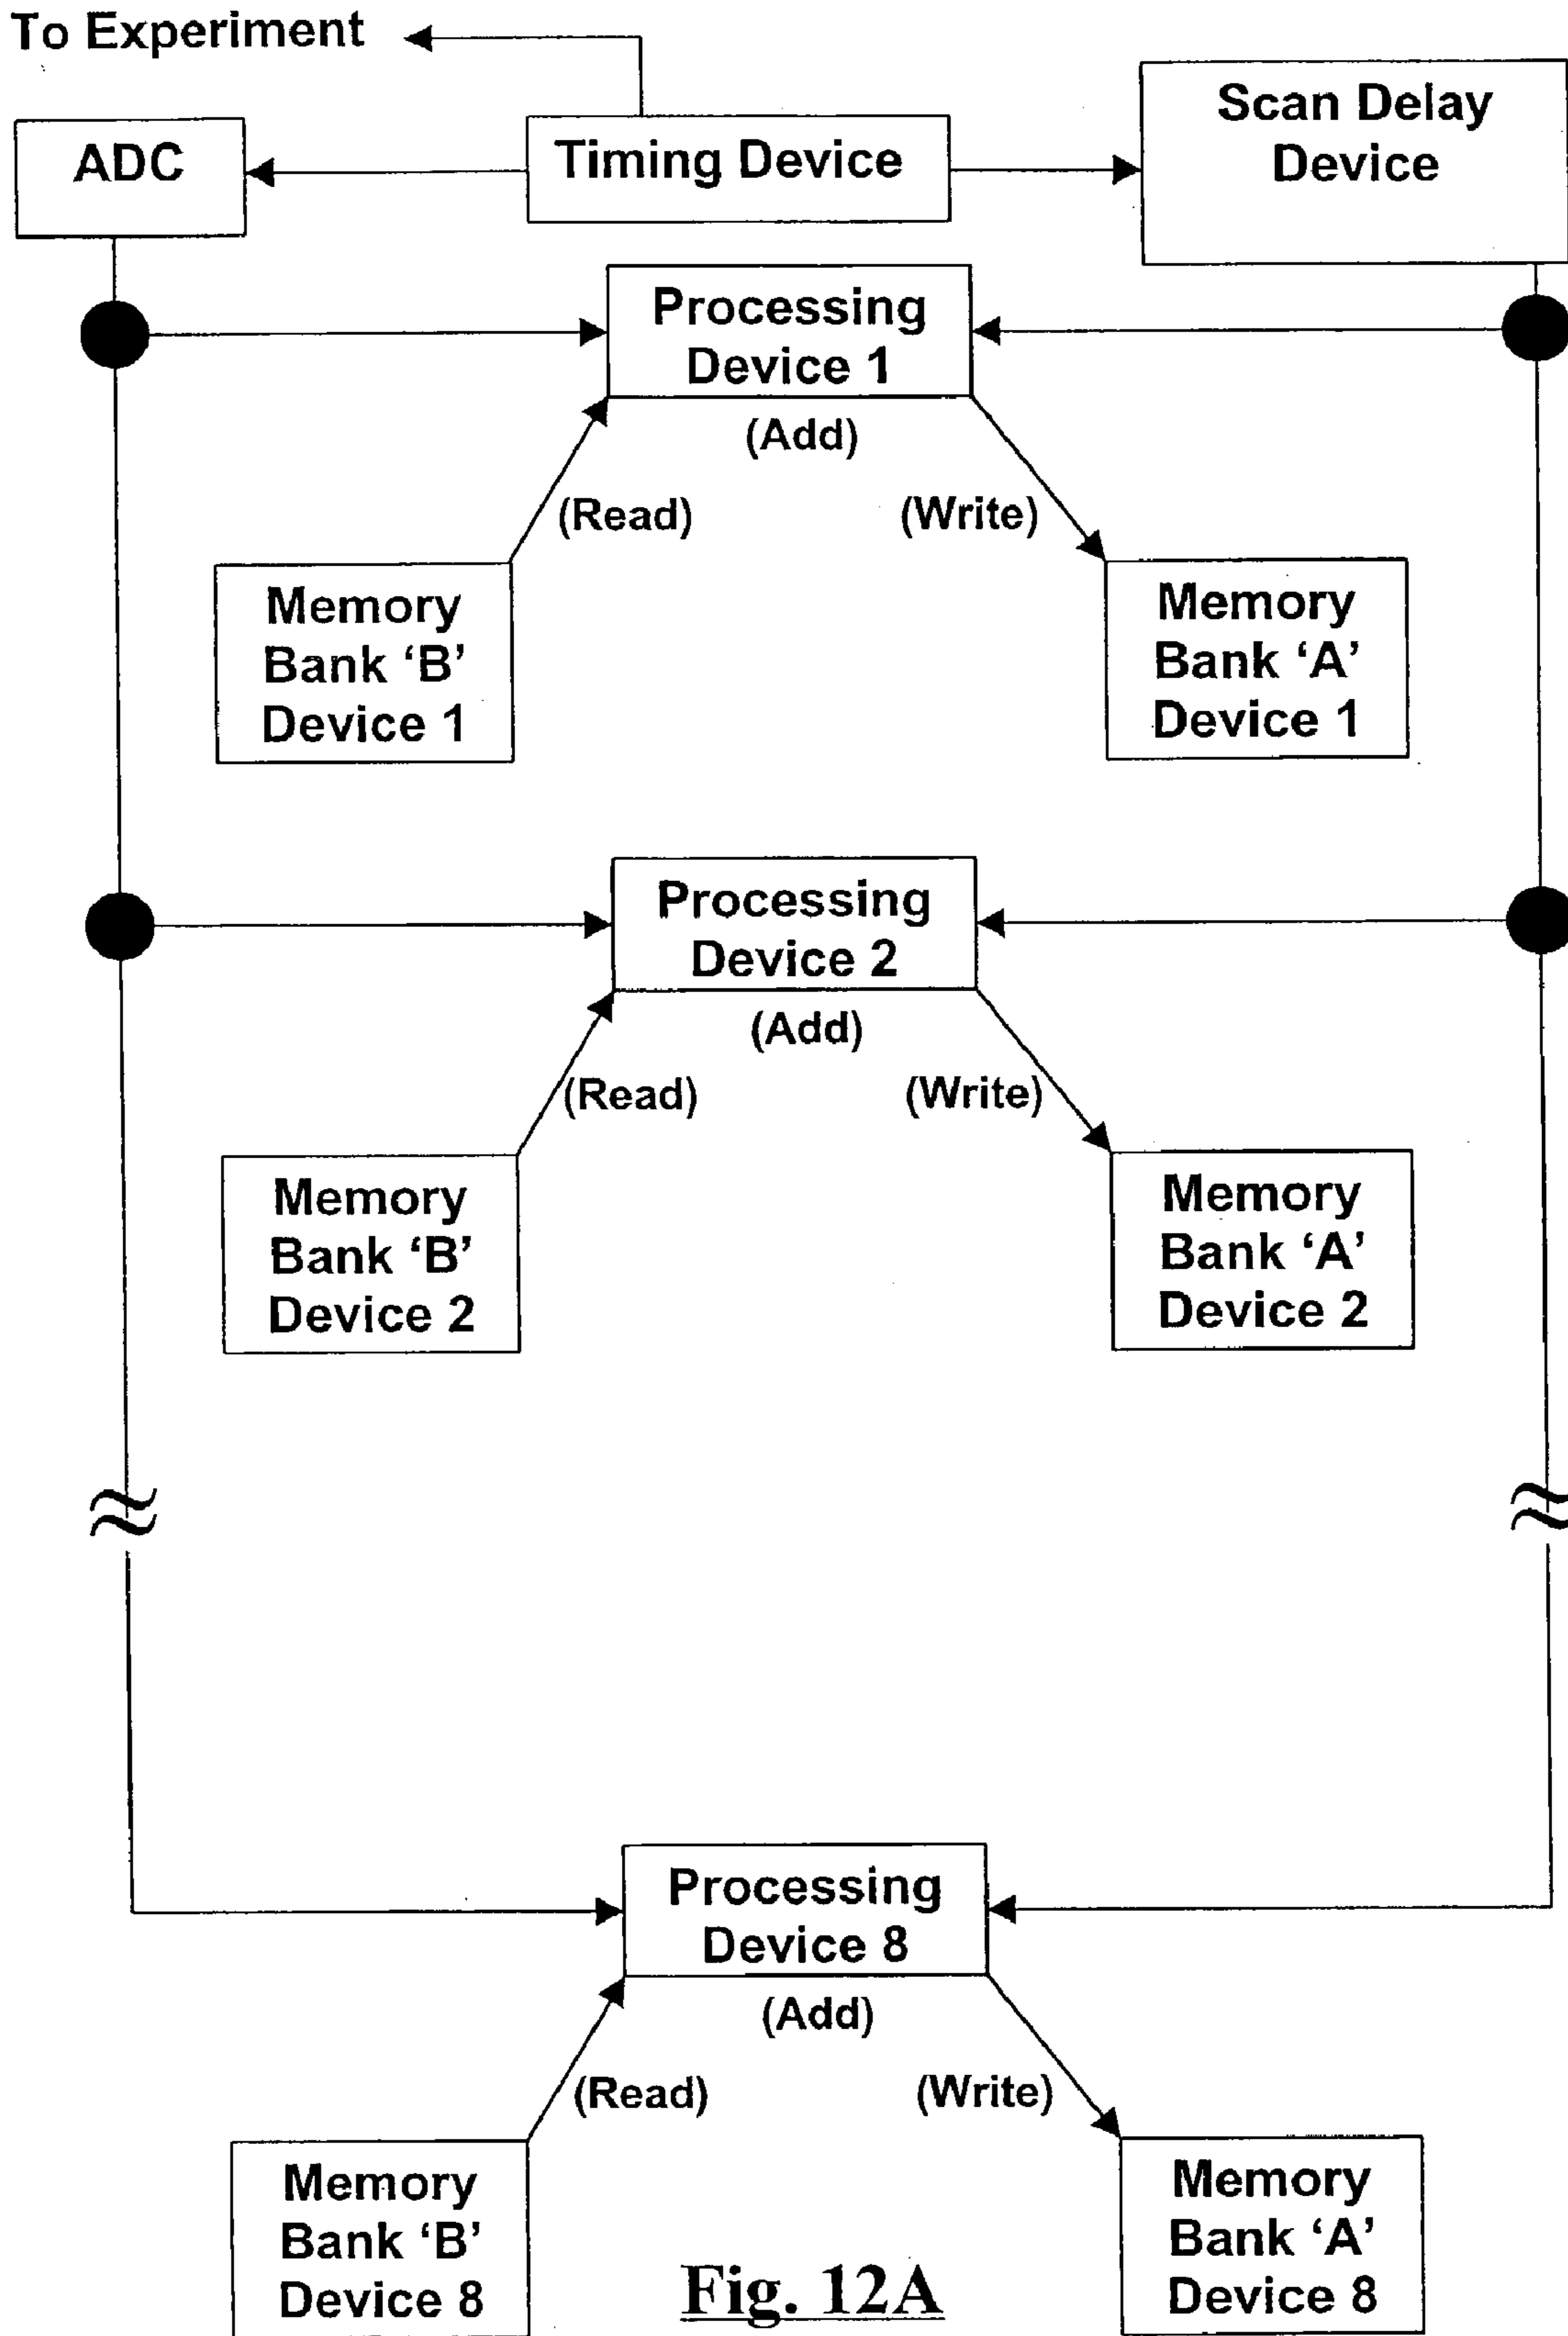 To Experiment
ADC
Timing Device
Scan Delay
Device
Processing
Device 1
(Add)
(Read)
(Write)
Memory
Bank ‘B’
Device 1
Memory
Bank ‘A’
Device 1
Processing
Device 2
(Add)
(Read)
(Write)
Memory
Bank ‘B’
Device 2
Memory
Bank ‘A’
Device 2
Processing
Device 8
(Add)
(Read)
(Write)
Memory
Bank ‘B’
Device 8
Memory
Bank ‘A’
Device 8
Fig. 12A